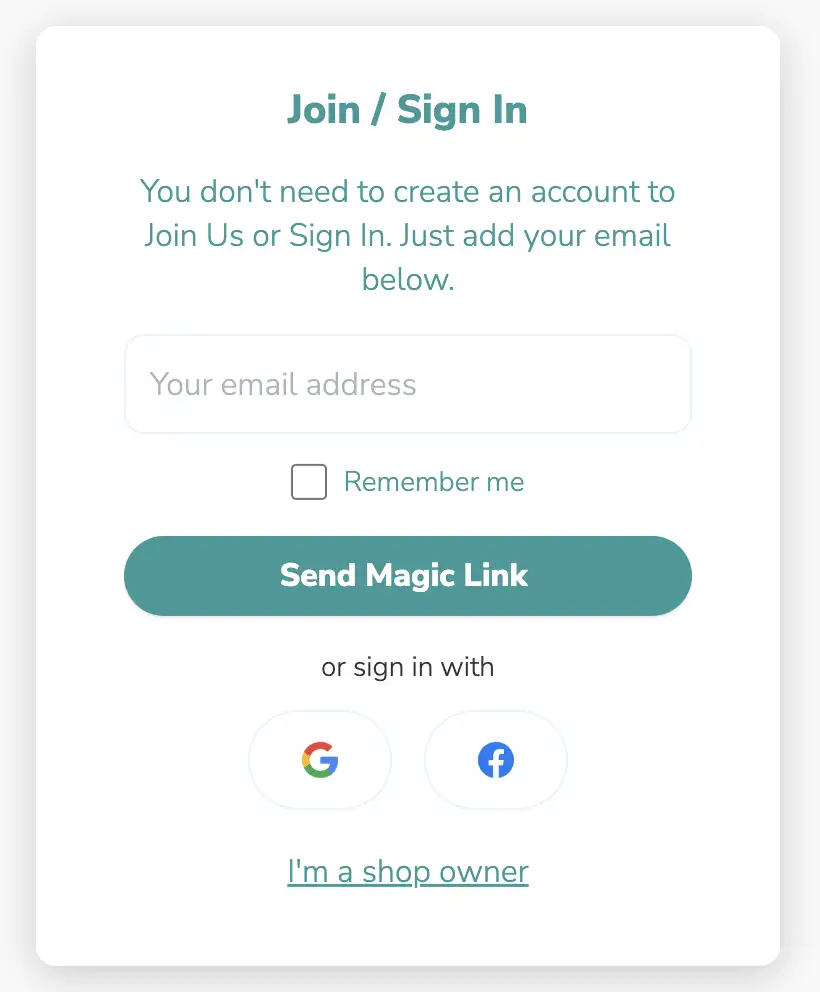 Join / Sign In
You don't need to create an account to
Join Us or Sign In. Just add your email
below.
Your email address
Remember me
Send Magic Link
or sign in with
I'm a shop owner